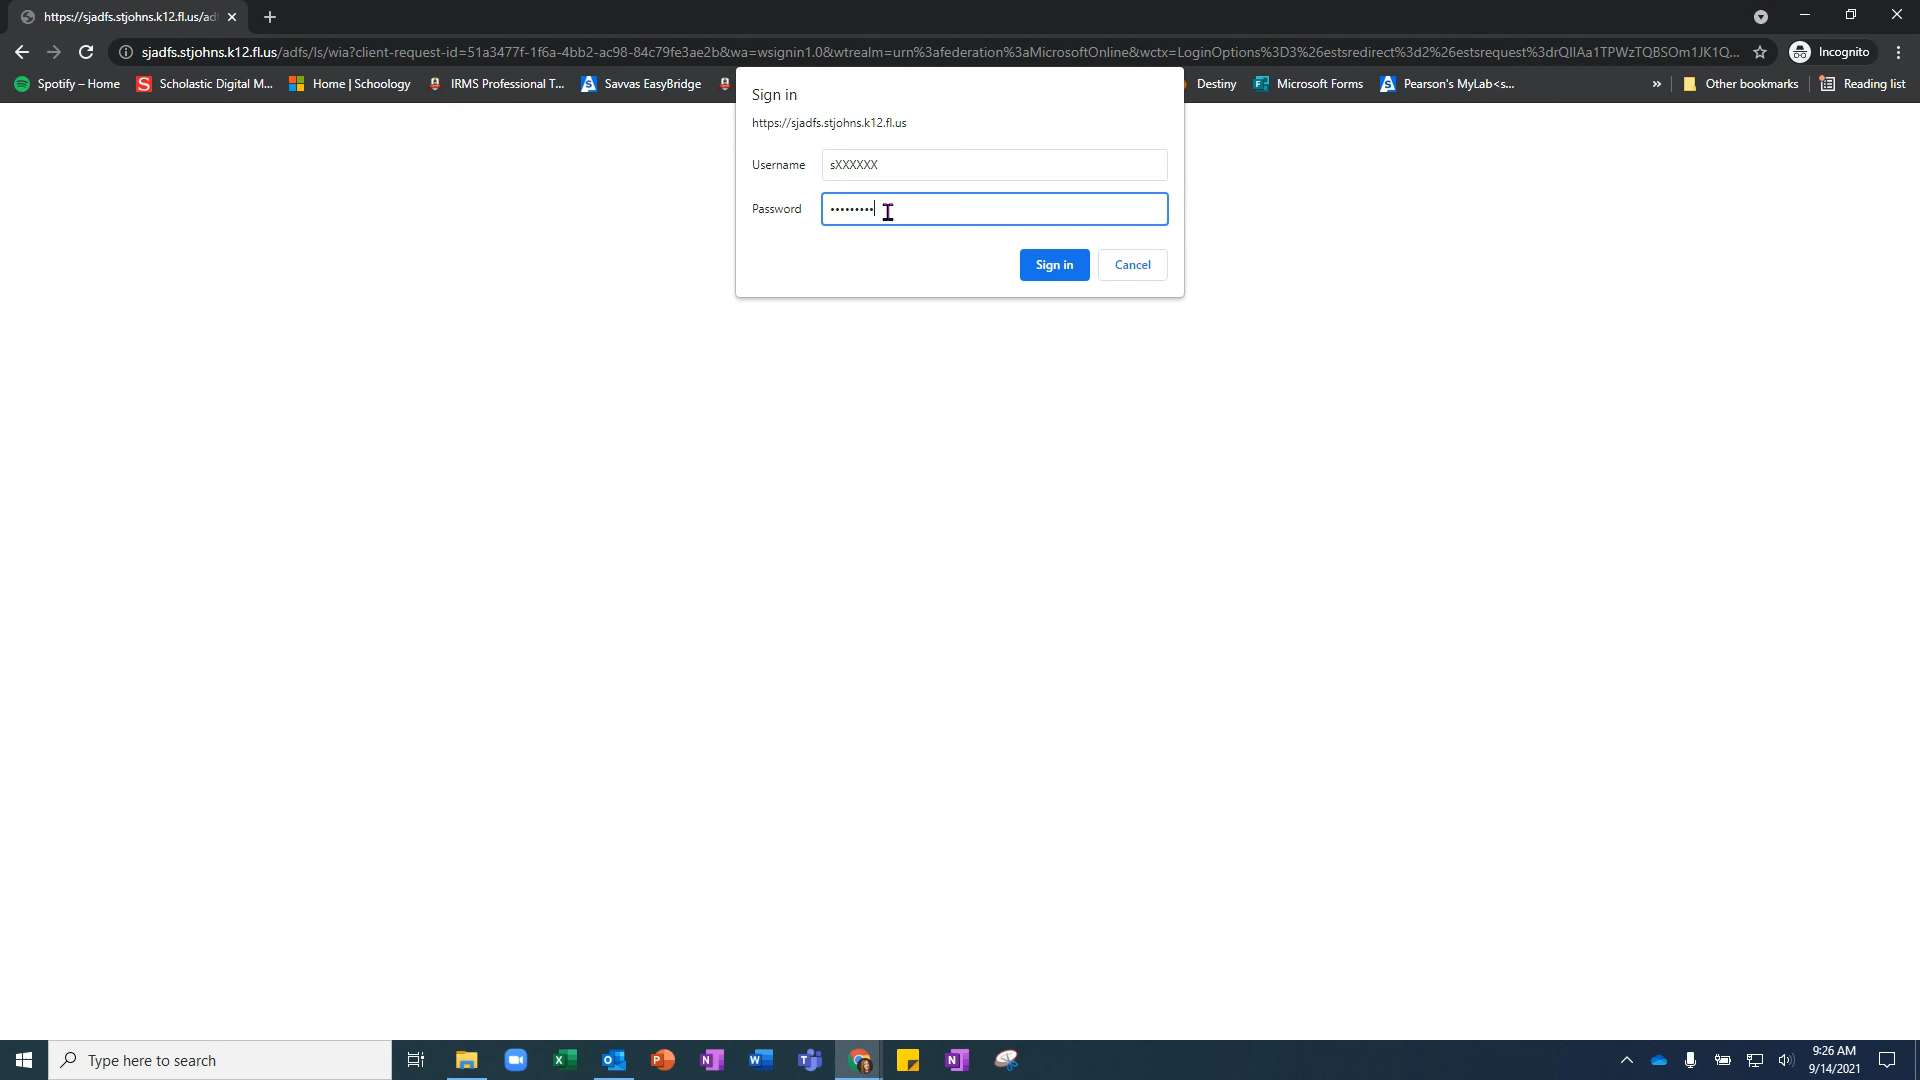 https://sjadfs.stjohns.k12.fl.us/ad
sjadfs.stjohns.k12.fl.us/adfs/ls/wia?client-request-id=51a3477f-1f6a-4bb2-ac98-84c79fe3ae2b&wa=wsignin1.0&wtrealm=urn%3afederation%3aMicrosoftOnline&wctx=LoginOptions%3D3%26estsredirect%3d2%26estsrequest%3drQIIAa1TPWzTQBSOm1JK1Q... Incognito
Spotify – Home Scholastic Digital M... Home | Schoology IRMS Professional T... Savvas EasyBridge Destiny Microsoft Forms Pearson's MyLab<s... » Other bookmarks Reading list
Sign in
https://sjadfs.stjohns.k12.fl.us
Username sXXXXXX
Password •••••••••
Sign in Cancel
Type here to search
9:26 AM
9/14/2021